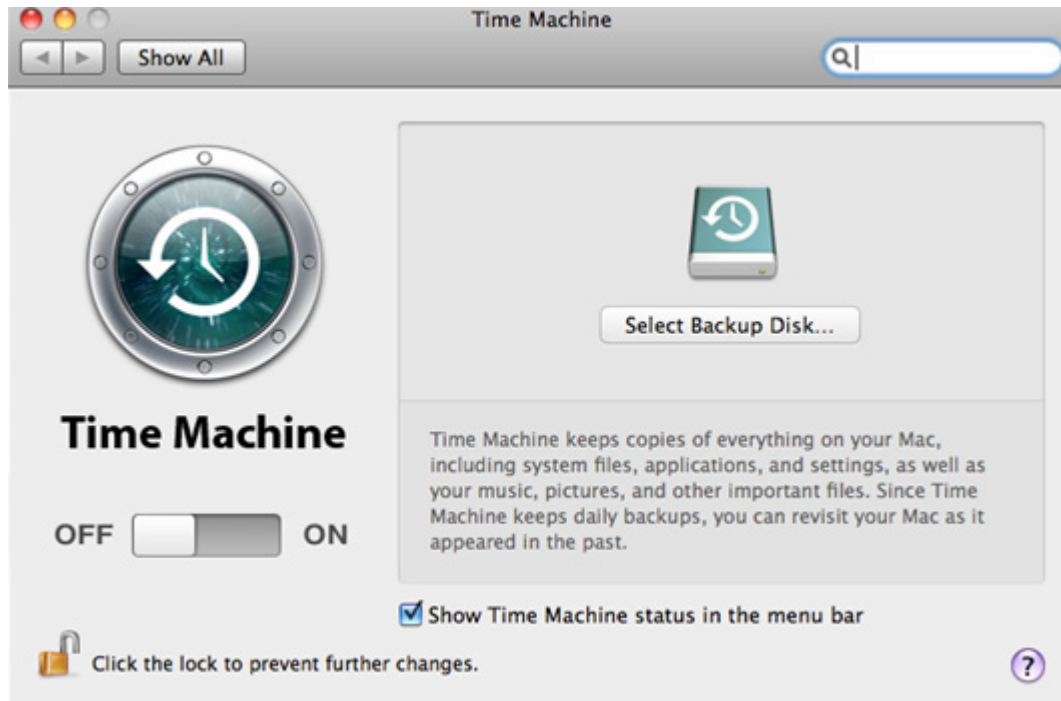 Time Machine
Show All
Select Backup Disk...
Time Machine
Time Machine keeps copies of everything on your Mac,
including system files, applications, and settings, as well as
your music, pictures, and other important files. Since Time
Machine keeps daily backups, you can revisit your Mac as it
appeared in the past.
OFF ON
Show Time Machine status in the menu bar
Click the lock to prevent further changes.
?